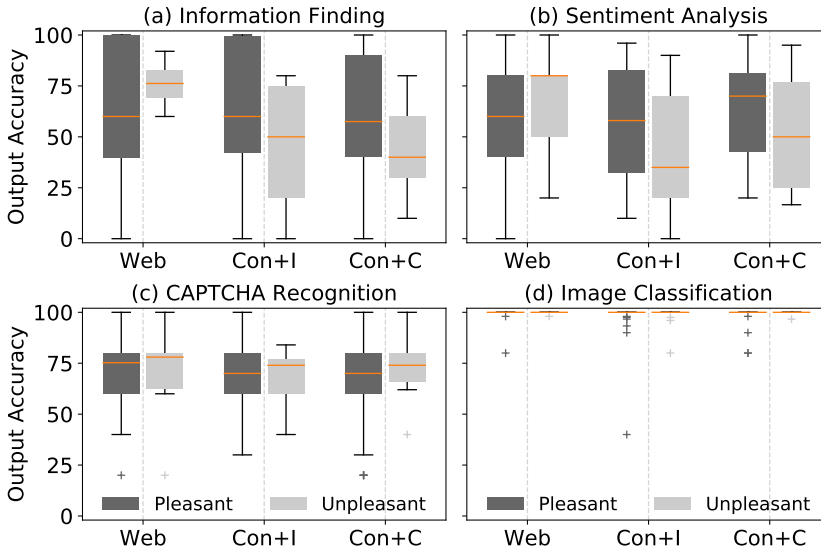 (a) Information Finding
(b) Sentiment Analysis
Output Accuracy
100
75
50
25
0
Web Con+I Con+C
Web Con+I Con+C
(c) CAPTCHA Recognition
(d) Image Classification
Output Accuracy
100
75
50
25
0
Pleasant Unpleasant
Pleasant Unpleasant
Web Con+I Con+C
Web Con+I Con+C